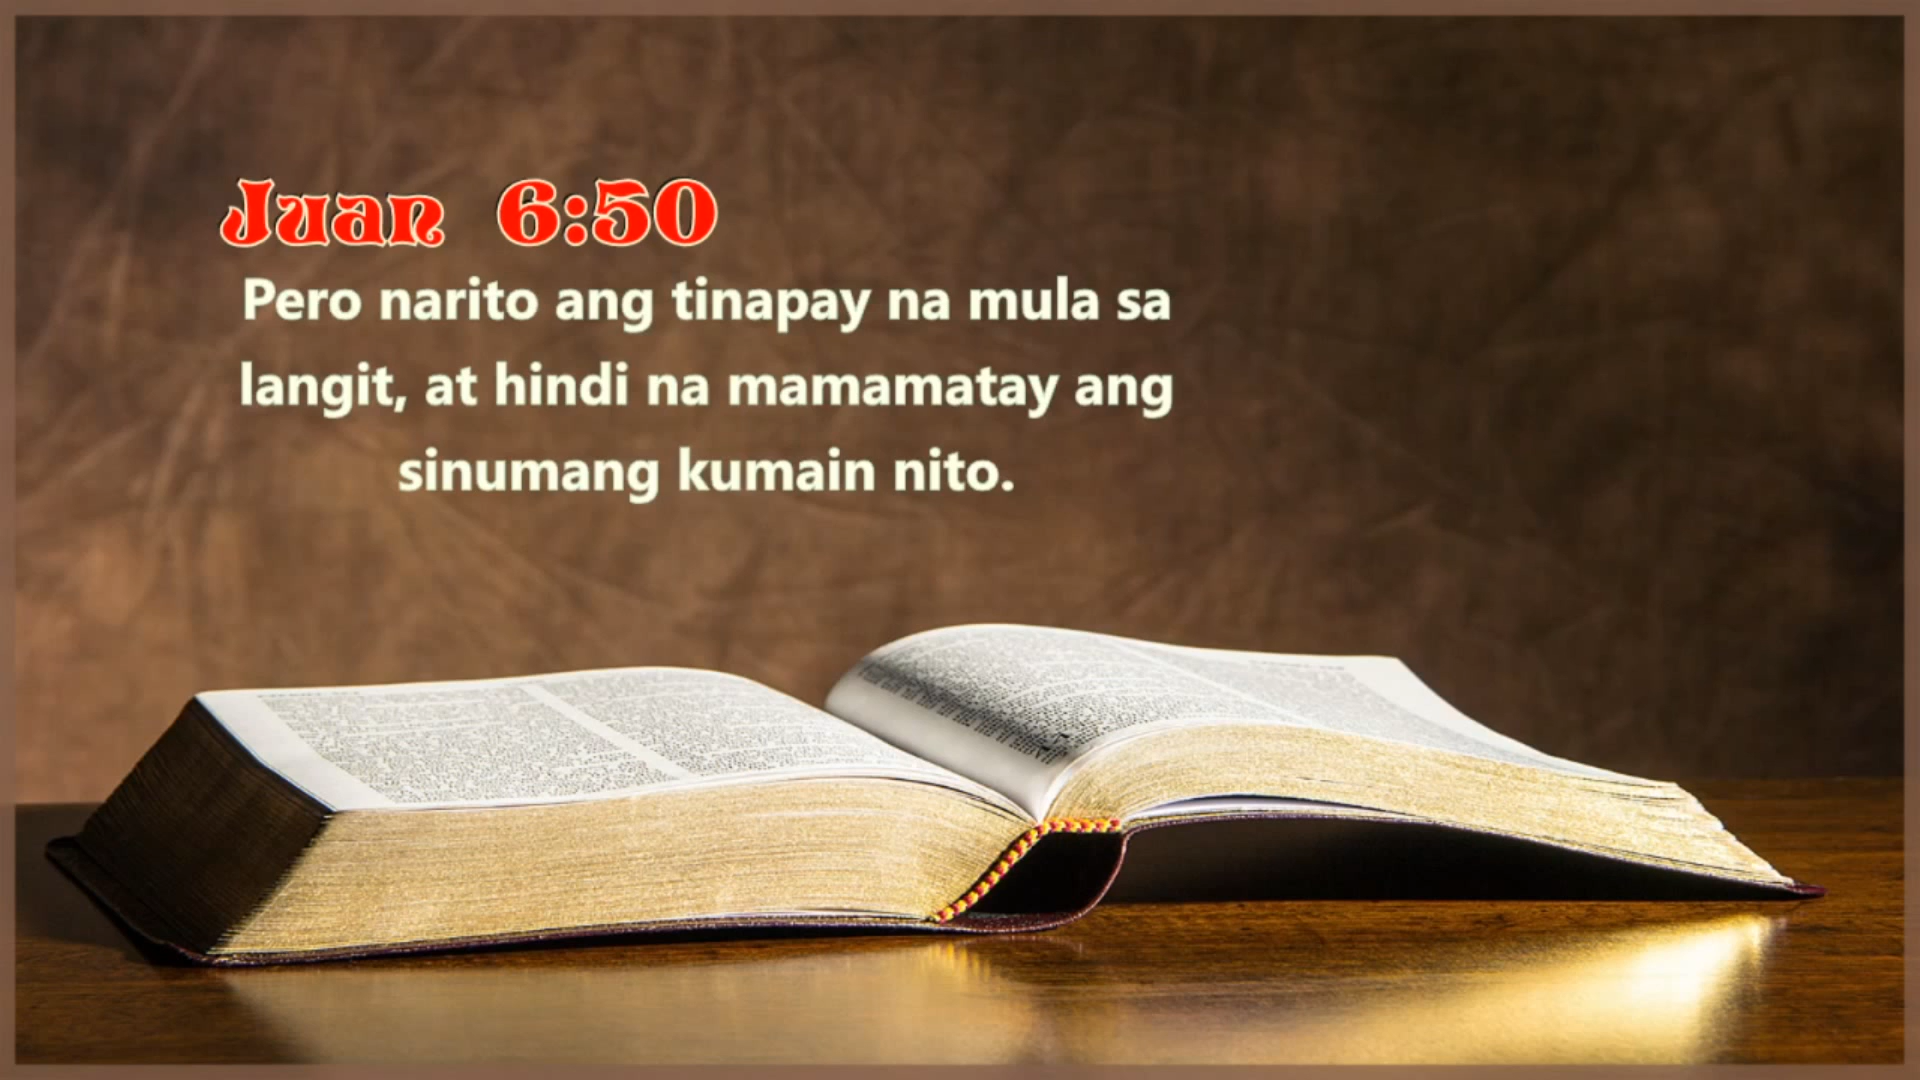 Juan 6:50
Pero narito ang tinapay na mula sa
langit, at hindi na mamamatay ang
sinumang kumain nito.